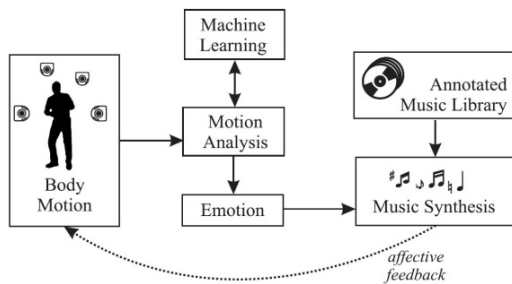 Machine
Learning
Body
Motion
Motion
Analysis
Emotion
Annotated
Music Library
Music Synthesis
affective
feedback